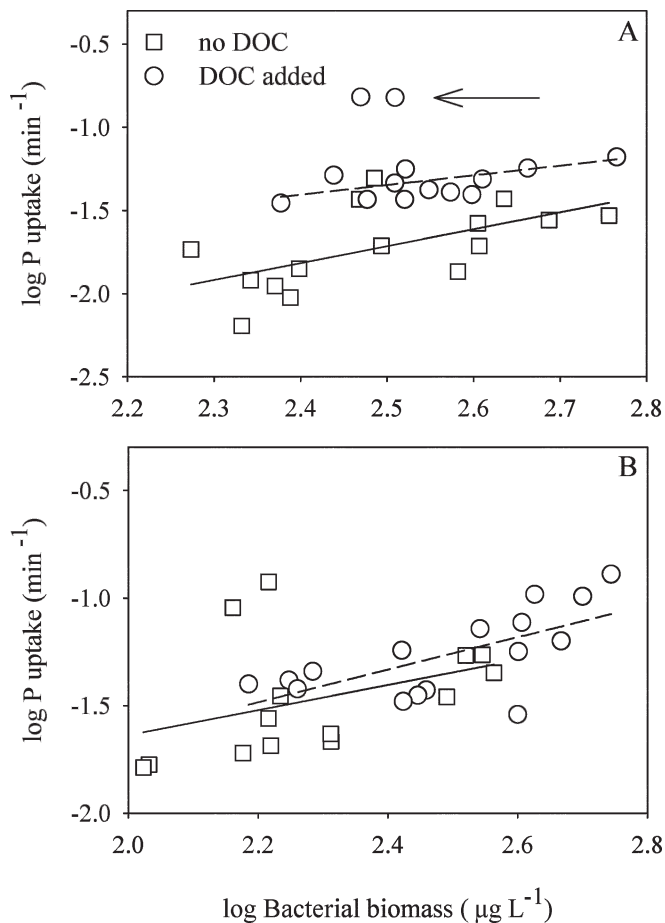 A
no DOC
DOC added
-0.5
-1.0
-1.5
-2.0
-2.5
log P uptake (min⁻¹)
2.2 2.3 2.4 2.5 2.6 2.7 2.8
B
-0.5
-1.0
-1.5
-2.0
log P uptake (min⁻¹)
2.0 2.2 2.4 2.6 2.8
log Bacterial biomass ( μg L⁻¹)